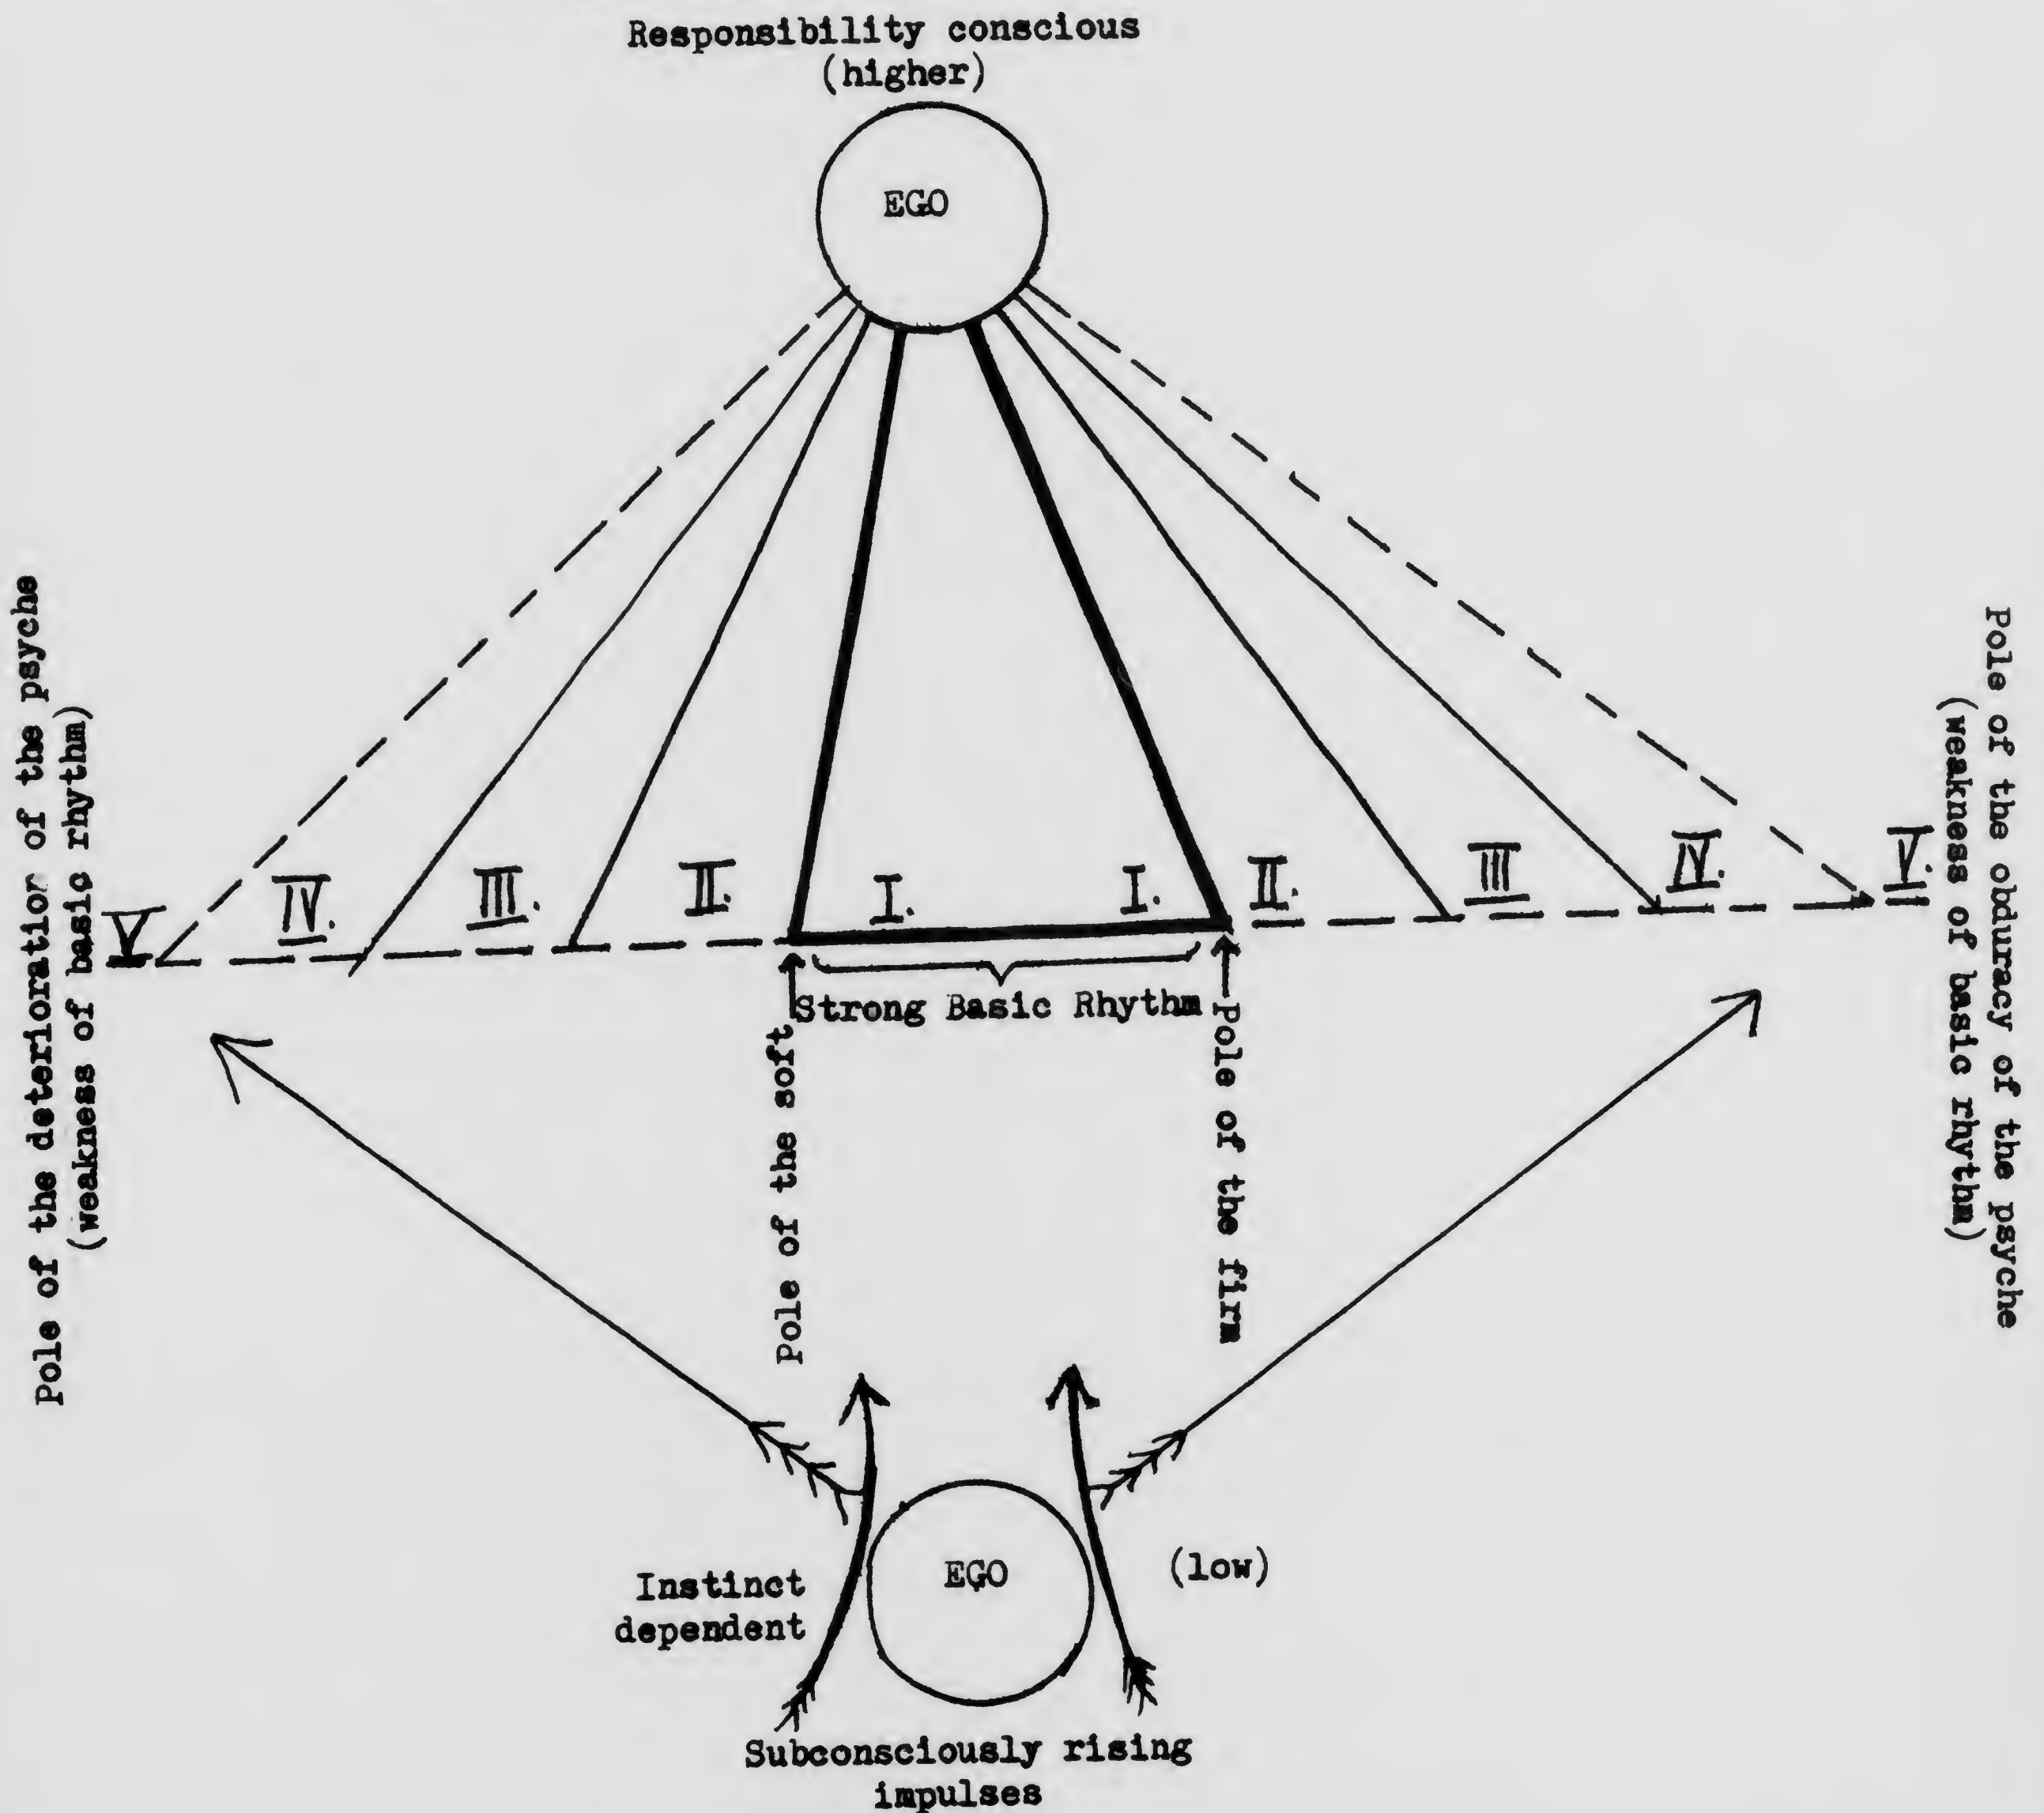 Responsibility conscious
(higher)
EGO
Pole of the deterioration of the psyche
(weakness of basic rhythm)
Pole of the obduracy of the psyche
(weakness of basic rhythm)
V
IV.
III.
II.
I.
I.
II.
III
IV.
V.
Strong Basic Rhythm
Pole of the soft
Pole of the firm
Instinct
dependent
EGO
(low)
Subconsciously rising
impulses